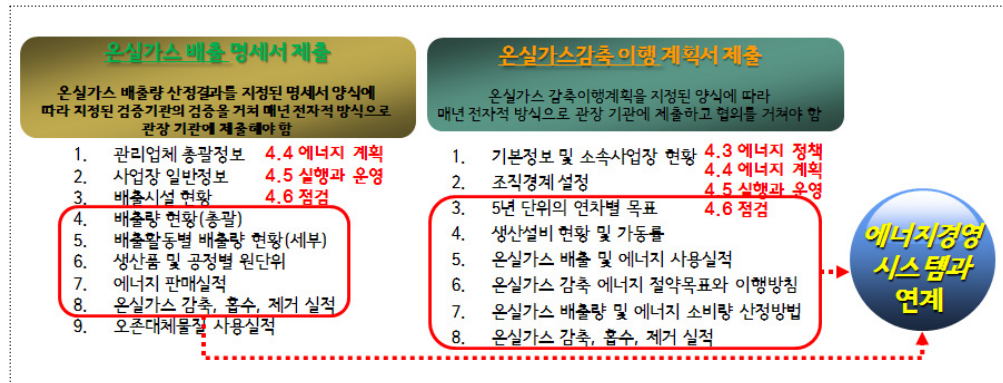 온실가스 배출 명세서 제출
온실가스 배출량 산정결과를 지정된 명세서 양식에
따라 지정된 검증기관의 검증을 거쳐 매년 전자적 방식으로
관장 기관에 제출해야 함
1. 관리업체 총괄정보
2. 사업장 일반정보
3. 배출시설 현황
4. 배출량 현황(총괄)
5. 배출활동별 배출량 현황(세부)
6. 생산품 및 공정별 원단위
7. 에너지 판매실적
8. 온실가스 감축, 흡수, 제거 실적
9. 오존대체물질 사용실적
4.4 에너지 계획
4.5 실행과 운영
4.6 점검
온실가스감축 이행 계획서 제출
온실가스 감축이행계획을 지정된 양식에 따라
매년 전자적 방식으로 관장 기관에 제출하고 협의를 거쳐야 함
1. 기본정보 및 소속사업장 현황
2. 조직경계 설정
3. 5년 단위의 연차별 목표
4. 생산설비 현황 및 가동률
5. 온실가스 배출 및 에너지 사용실적
6. 온실가스 감축 에너지 절약목표와 이행방침
7. 온실가스 배출량 및 에너지 소비량 산정방법
8. 온실가스 감축, 흡수, 제거 실적
4.3 에너지 정책
4.4 에너지 계획
4.5 실행과 운영
4.6 점검
에너지경영
시스템과
연계